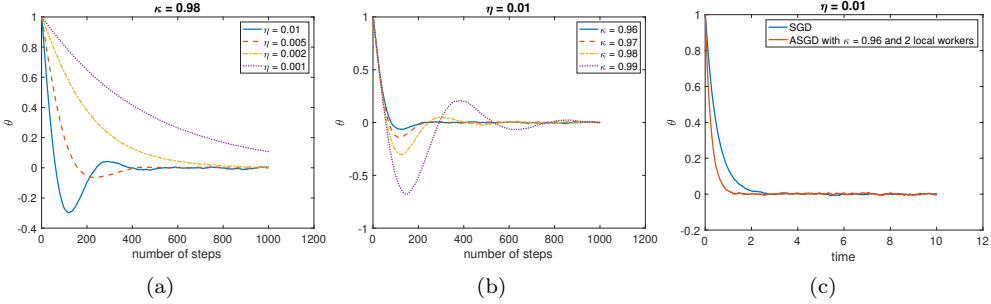 κ = 0.98
1
0.8
0.6
0.4
0.2
0
-0.2
-0.4
θ
0 200 400 600 800 1000 1200
number of steps
η = 0.01
η = 0.005
η = 0.002
η = 0.001
(a)
η = 0.01
1
0.5
0
-0.5
-1
θ
0 200 400 600 800 1000 1200
number of steps
κ = 0.96
κ = 0.97
κ = 0.98
κ = 0.99
(b)
η = 0.01
1
0.8
0.6
0.4
0.2
0
-0.2
θ
0 2 4 6 8 10 12
time
SGD
ASGD with κ = 0.96 and 2 local workers
(c)